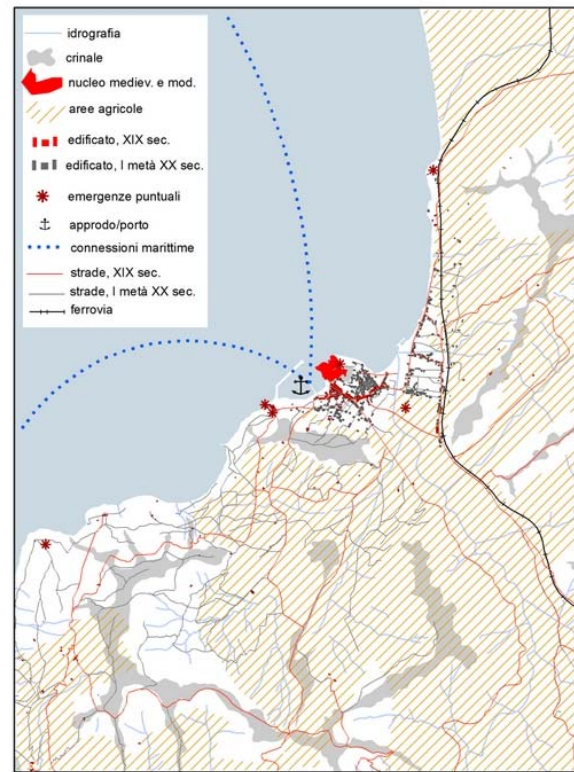 idrografia
crinale
nucleo mediev. e mod.
aree agricole
edificato, XIX sec.
edificato, I metà XX sec.
emergenze puntuali
approdo/porto
connessioni marittime
strade, XIX sec.
strade, I metà XX sec.
ferrovia